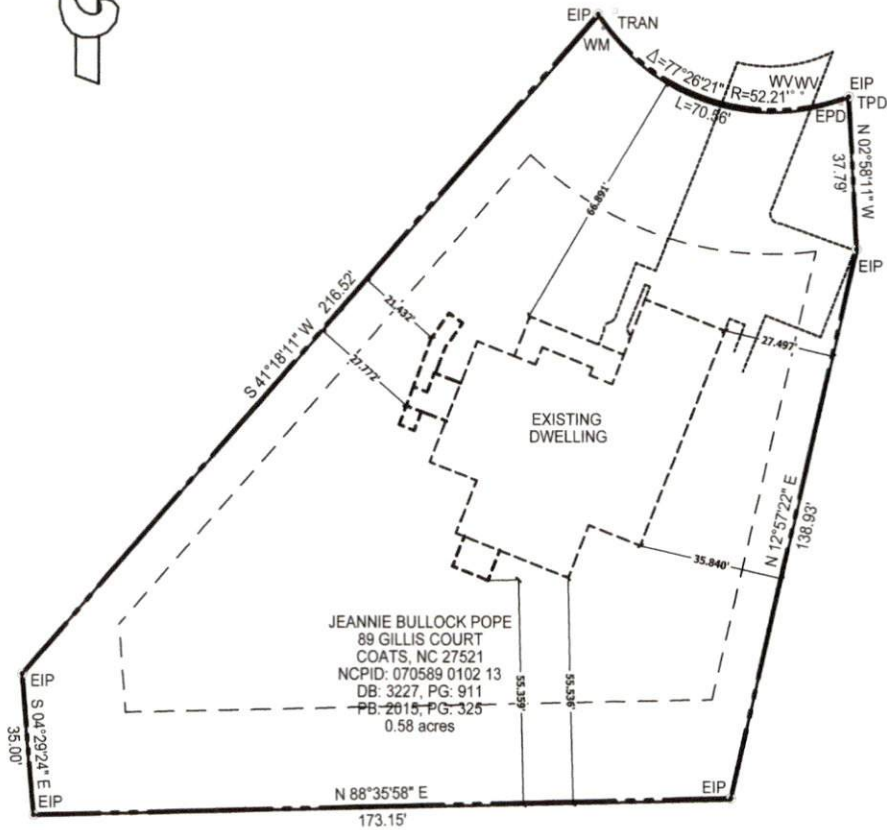 EIP
TRAN
WM
Δ=77°26'21" R=52.21'
L=70.56'
WVWV
EIP
TPD
EPD
N 02°58'11" W
37.79'
EIP
66.891'
S 41°18'11" W 216.52'
21.432'
27.772'
27.497'
EXISTING
DWELLING
N 12°57'22" E
138.93'
35.840'
JEANNIE BULLOCK POPE
89 GILLIS COURT
COATS, NC 27521
NCPID: 070589 0102 13
DB: 3227, PG: 911
PB: 2015, PG: 325
0.58 acres
55.359'
55.536'
EIP
S 04°29'24" E
35.00'
EIP
N 88°35'58" E
173.15'
EIP